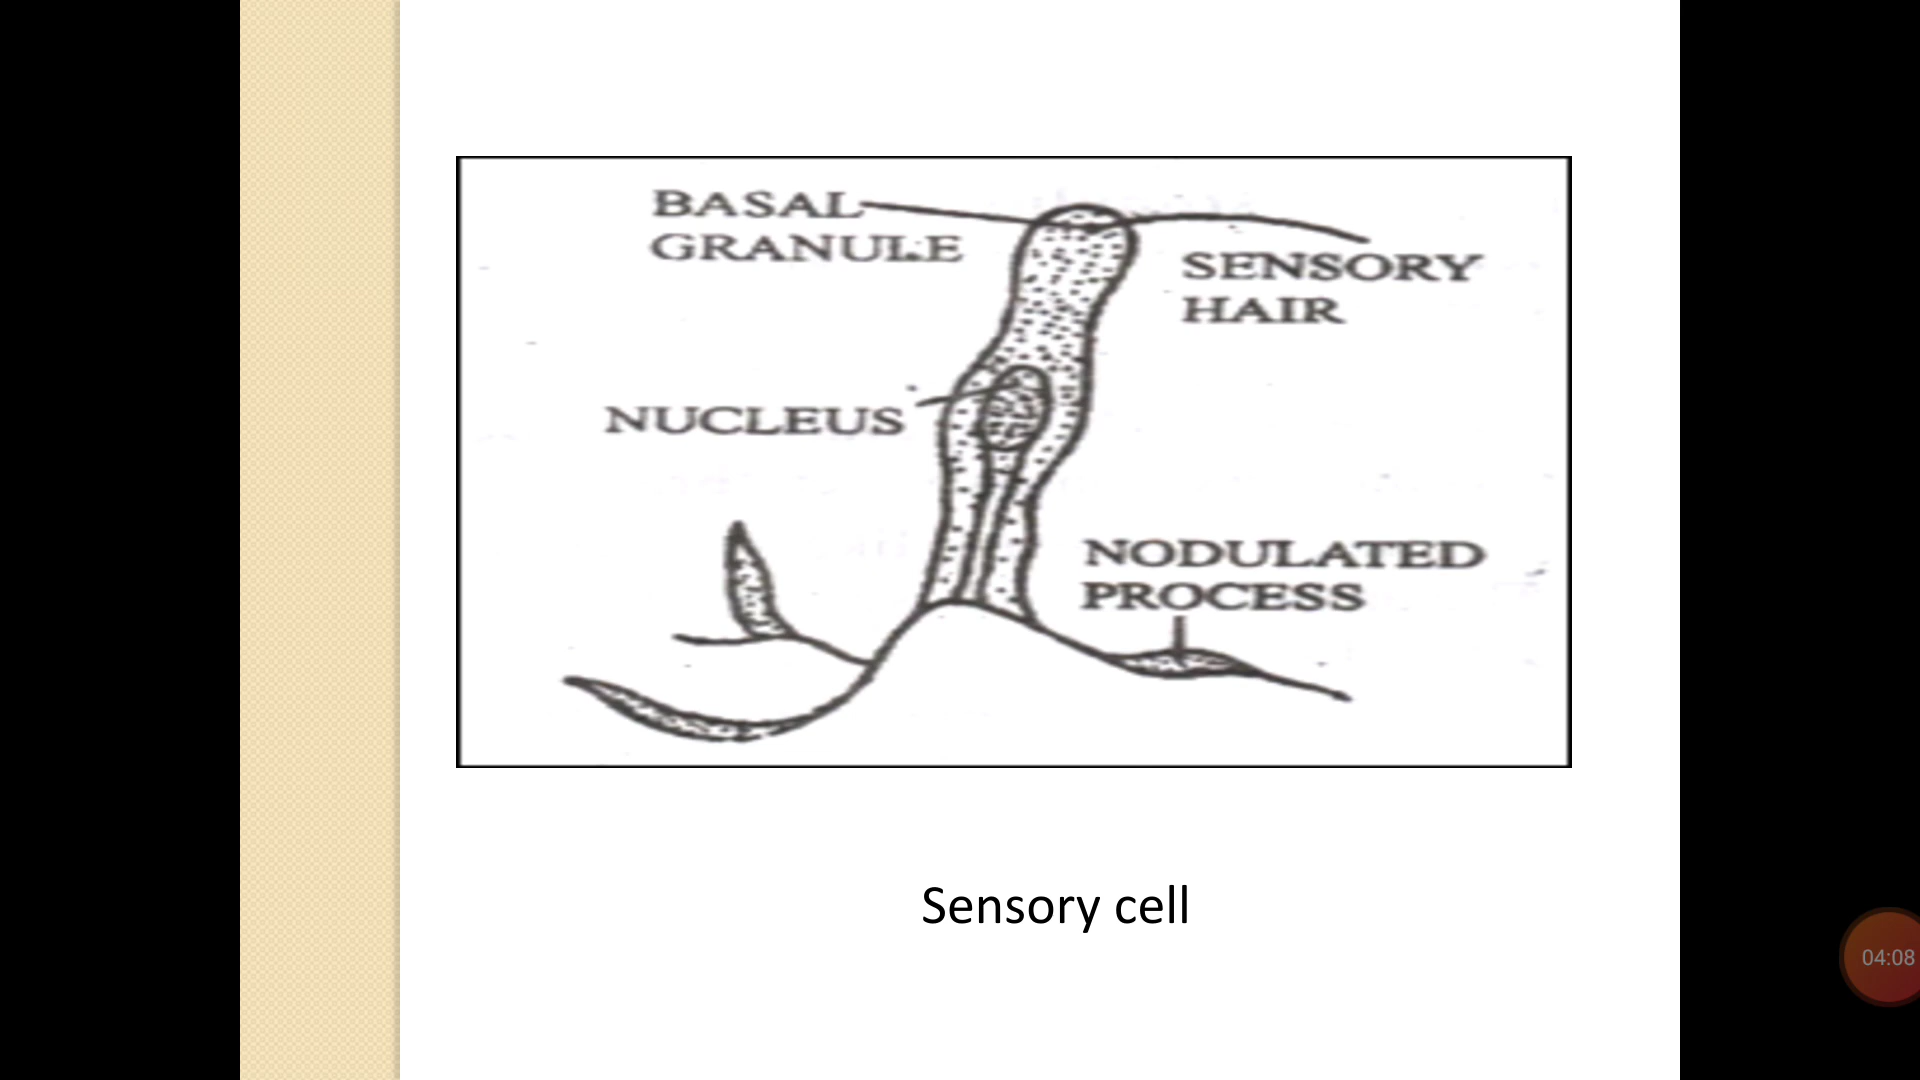 BASAL
GRANULE
SENSORY
HAIR
NUCLEUS
NODULATED
PROCESS
Sensory cell
04:08